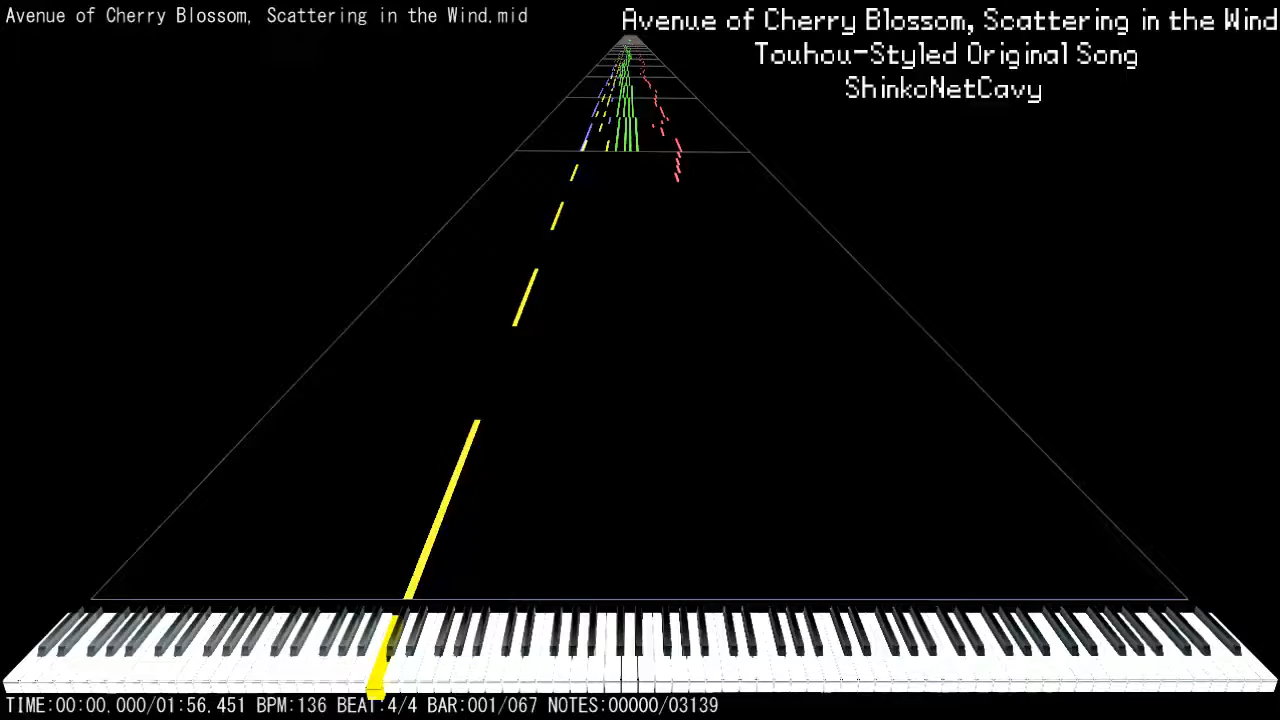 Avenue of Cherry Blossom, Scattering in the Wind.mid
Avenue of Cherry Blossom, Scattering in the Wind
Touhou-Styled Original Song
ShinkoNetCavy
TIME:00:00.000/01:56.451 BPM:136 BEAT:4/4 BAR:001/067 NOTES:00000/03139